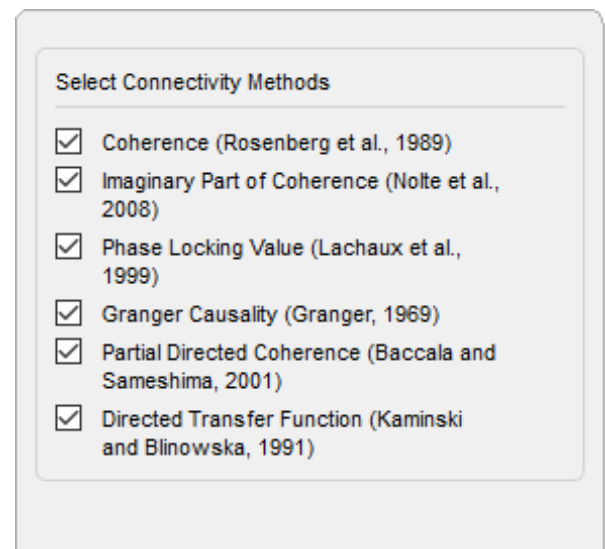 Select Connectivity Methods
Coherence (Rosenberg et al., 1989)
Imaginary Part of Coherence (Nolte et al.,
2008)
Phase Locking Value (Lachaux et al.,
1999)
Granger Causality (Granger, 1969)
Partial Directed Coherence (Baccala and
Sameshima, 2001)
Directed Transfer Function (Kaminski
and Blinowska, 1991)